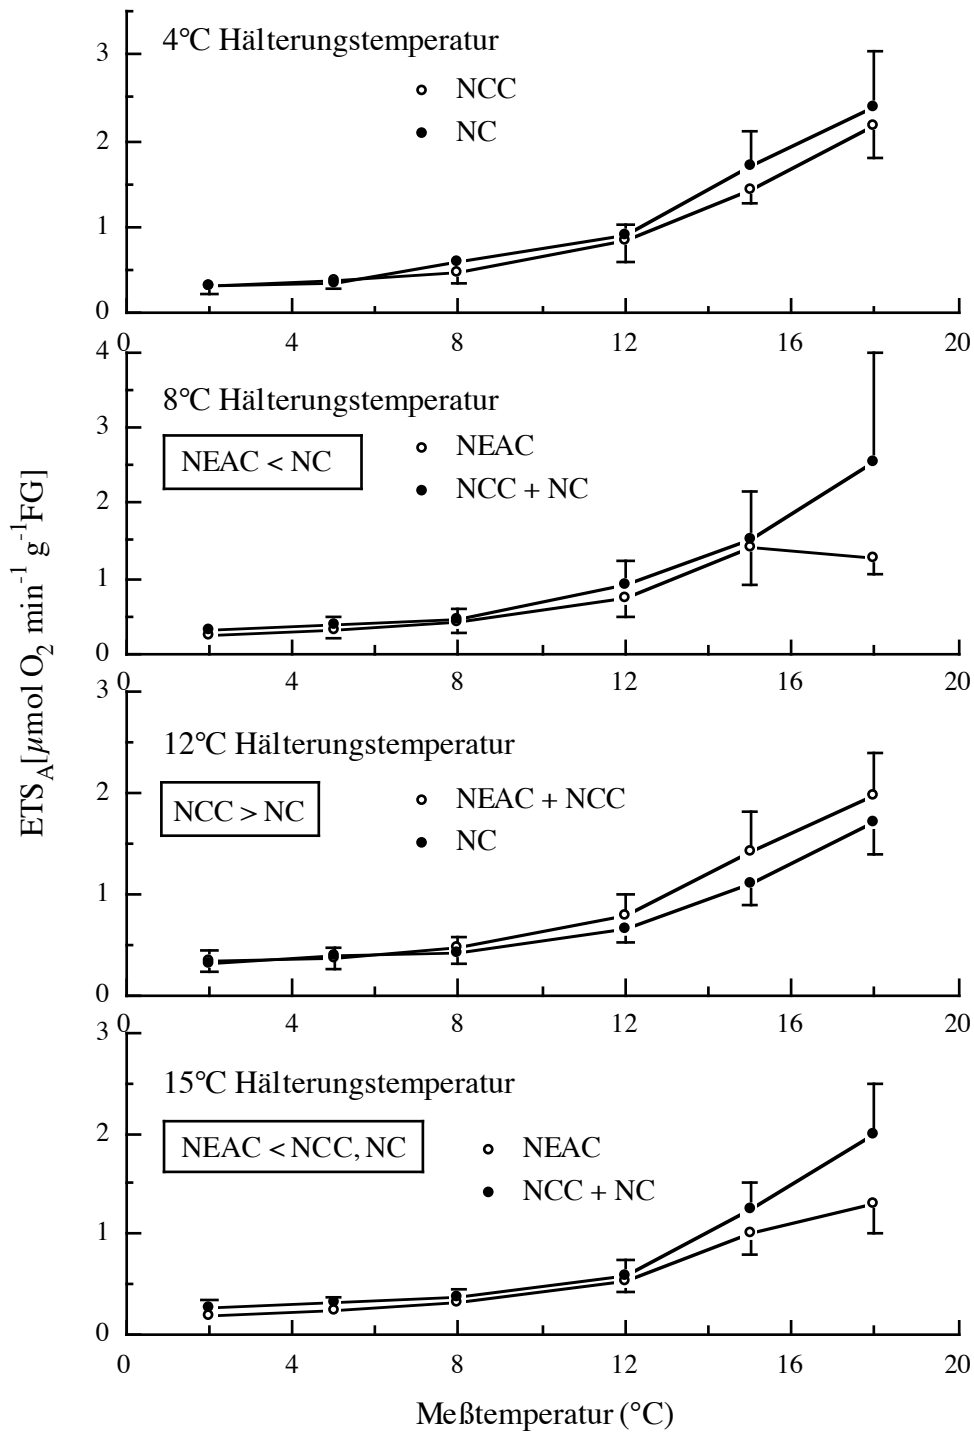 4°C Hälterungstemperatur
NCC
NC
3
2
1
0
0 4 8 12 16 20
8°C Hälterungstemperatur
NEAC < NC
NEAC
NCC + NC
4
3
2
1
0
0 4 8 12 16 20
12°C Hälterungstemperatur
NCC > NC
NEAC + NCC
NC
3
2
1
0
0 4 8 12 16 20
15°C Hälterungstemperatur
NEAC < NCC, NC
NEAC
NCC + NC
3
2
1
0
0 4 8 12 16 20
ETS_A[µmol O₂ min⁻¹ g⁻¹FG]
Meßtemperatur (°C)